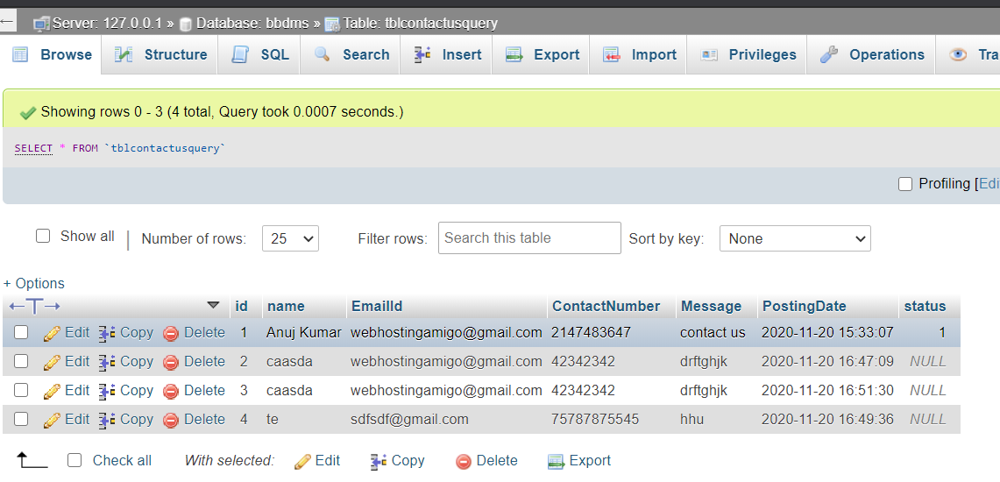 Server: 127.0.0.1 » Database: bbdms » Table: tblcontactusquery
Browse Structure SQL Search Insert Export Import Privileges Operations Tra
Showing rows 0 - 3 (4 total, Query took 0.0007 seconds.)
SELECT * FROM `tblcontactusquery`
Profiling [Edi
Show all | Number of rows: 25 Filter rows: Search this table Sort by key: None
+ Options
←T→ id name EmailId ContactNumber Message PostingDate status
Edit Copy Delete 1 Anuj Kumar webhostingamigo@gmail.com 2147483647 contact us 2020-11-20 15:33:07 1
Edit Copy Delete 2 caasda webhostingamigo@gmail.com 42342342 drftghjk 2020-11-20 16:47:09 NULL
Edit Copy Delete 3 caasda webhostingamigo@gmail.com 42342342 drftghjk 2020-11-20 16:51:30 NULL
Edit Copy Delete 4 te sdfsdf@gmail.com 75787875545 hhu 2020-11-20 16:49:36 NULL
Check all With selected: Edit Copy Delete Export